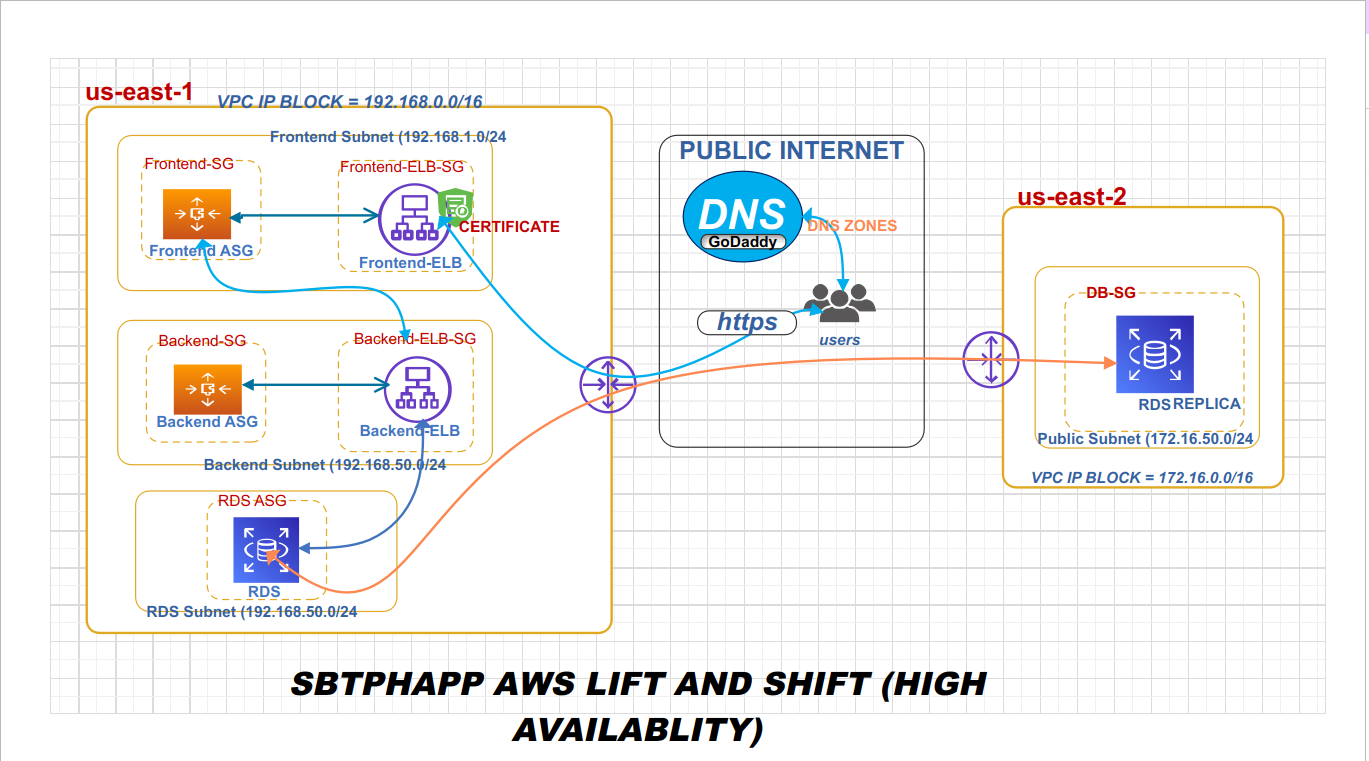 us-east-1
VPC IP BLOCK = 192.168.0.0/16
Frontend Subnet (192.168.1.0/24
Frontend-SG
Frontend-ELB-SG
CERTIFICATE
Frontend ASG
Frontend-ELB
Backend-SG
Backend-ELB-SG
Backend ASG
Backend-ELB
Backend Subnet (192.168.50.0/24
RDS ASG
RDS
RDS Subnet (192.168.50.0/24
PUBLIC INTERNET
DNS
GoDaddy
DNS ZONES
https
users
us-east-2
DB-SG
RDS REPLICA
Public Subnet (172.16.50.0/24
VPC IP BLOCK = 172.16.0.0/16
SBTPHAPP AWS LIFT AND SHIFT (HIGH
AVAILABLITY)